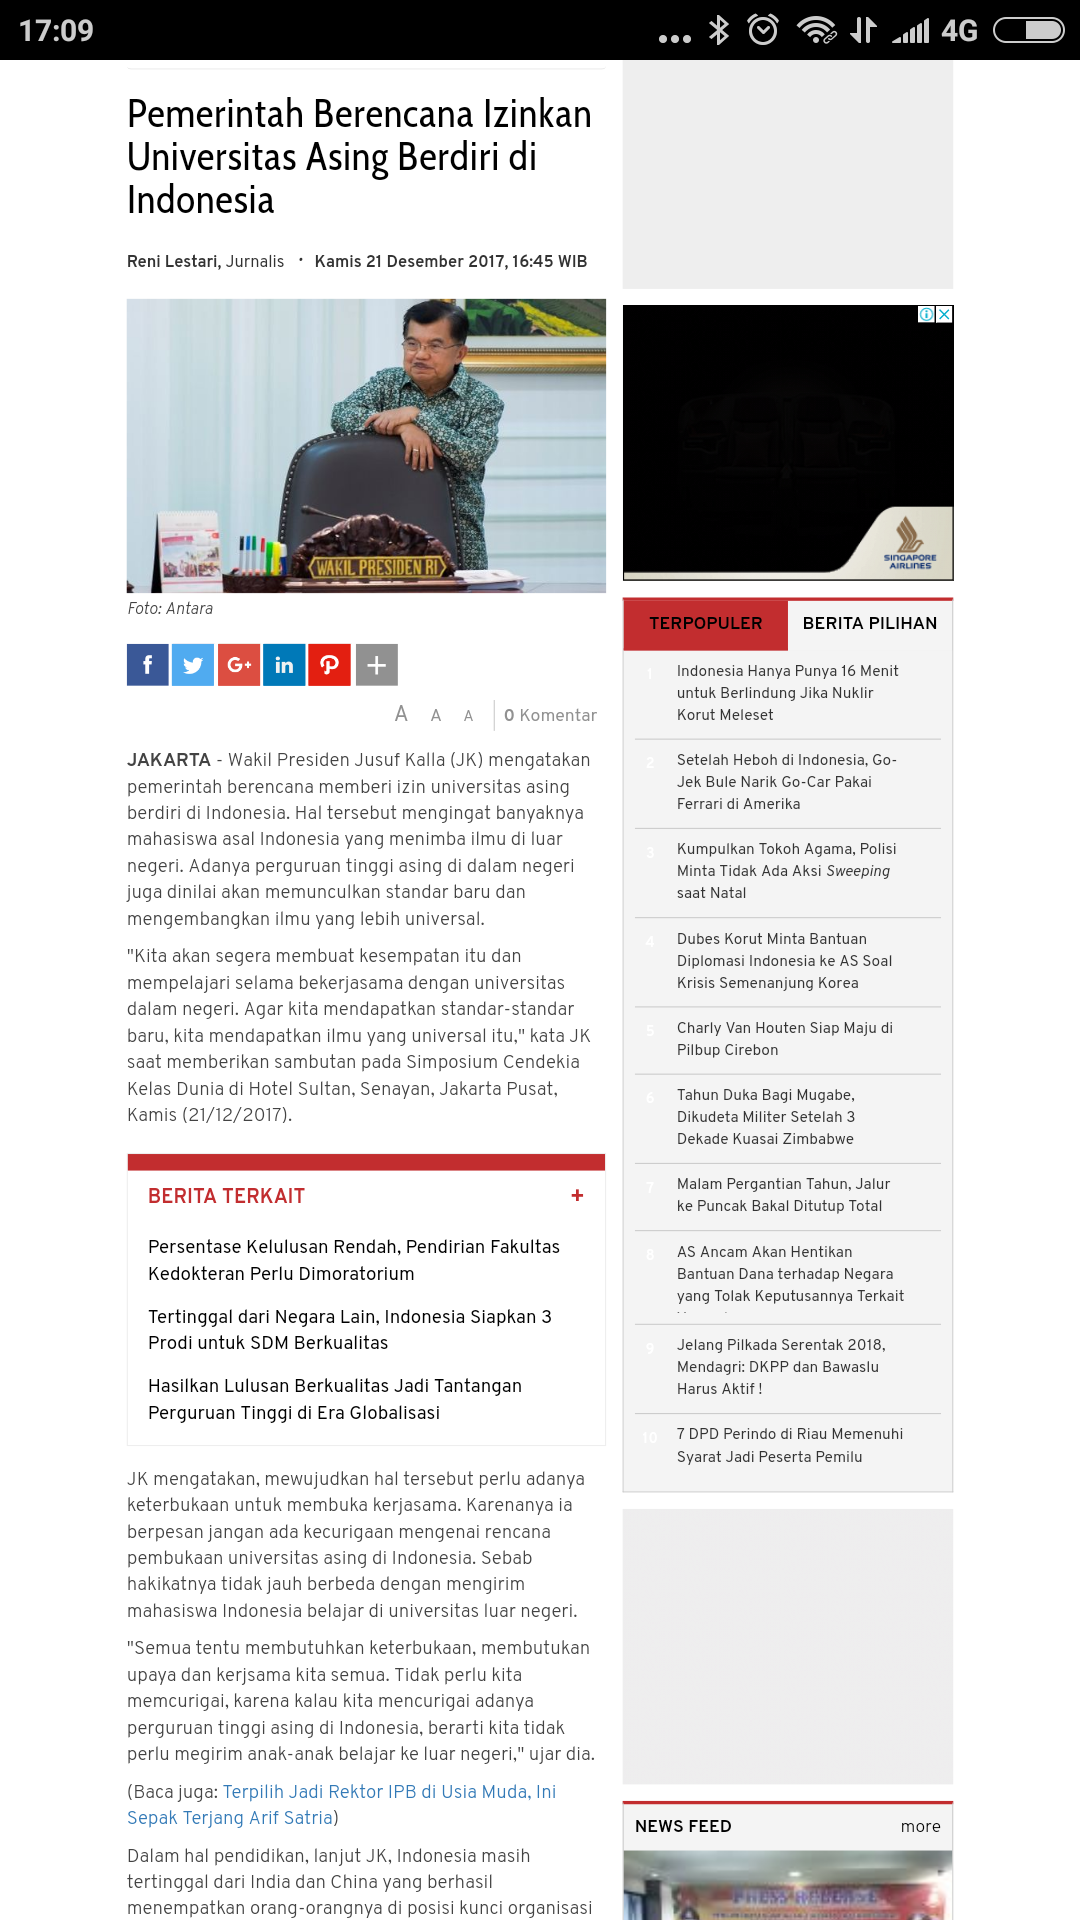 17:09
4G
Pemerintah Berencana Izinkan
Universitas Asing Berdiri di
Indonesia
Reni Lestari, Jurnalis · Kamis 21 Desember 2017, 16:45 WIB
WAKIL PRESIDEN RI
Foto: Antara
A A A 0 Komentar
JAKARTA - Wakil Presiden Jusuf Kalla (JK) mengatakan
pemerintah berencana memberi izin universitas asing
berdiri di Indonesia. Hal tersebut mengingat banyaknya
mahasiswa asal Indonesia yang menimba ilmu di luar
negeri. Adanya perguruan tinggi asing di dalam negeri
juga dinilai akan memunculkan standar baru dan
mengembangkan ilmu yang lebih universal.
"Kita akan segera membuat kesempatan itu dan
mempelajari selama bekerjasama dengan universitas
dalam negeri. Agar kita mendapatkan standar-standar
baru, kita mendapatkan ilmu yang universal itu," kata JK
saat memberikan sambutan pada Simposium Cendekia
Kelas Dunia di Hotel Sultan, Senayan, Jakarta Pusat,
Kamis (21/12/2017).
BERITA TERKAIT +
Persentase Kelulusan Rendah, Pendirian Fakultas
Kedokteran Perlu Dimoratorium
Tertinggal dari Negara Lain, Indonesia Siapkan 3
Prodi untuk SDM Berkualitas
Hasilkan Lulusan Berkualitas Jadi Tantangan
Perguruan Tinggi di Era Globalisasi
JK mengatakan, mewujudkan hal tersebut perlu adanya
keterbukaan untuk membuka kerjasama. Karenanya ia
berpesan jangan ada kecurigaan mengenai rencana
pembukaan universitas asing di Indonesia. Sebab
hakikatnya tidak jauh berbeda dengan mengirim
mahasiswa Indonesia belajar di universitas luar negeri.
"Semua tentu membutuhkan keterbukaan, membutukan
upaya dan kerjsama kita semua. Tidak perlu kita
memcurigai, karena kalau kita mencurigai adanya
perguruan tinggi asing di Indonesia, berarti kita tidak
perlu megirim anak-anak belajar ke luar negeri," ujar dia.
(Baca juga: Terpilih Jadi Rektor IPB di Usia Muda, Ini
Sepak Terjang Arif Satria)
Dalam hal pendidikan, lanjut JK, Indonesia masih
tertinggal dari India dan China yang berhasil
menempatkan orang-orangnya di posisi kunci organisasi
SINGAPORE
AIRLINES
TERPOPULER BERITA PILIHAN
1 Indonesia Hanya Punya 16 Menit
untuk Berlindung Jika Nuklir
Korut Meleset
2 Setelah Heboh di Indonesia, Go-
Jek Bule Narik Go-Car Pakai
Ferrari di Amerika
3 Kumpulkan Tokoh Agama, Polisi
Minta Tidak Ada Aksi Sweeping
saat Natal
4 Dubes Korut Minta Bantuan
Diplomasi Indonesia ke AS Soal
Krisis Semenanjung Korea
5 Charly Van Houten Siap Maju di
Pilbup Cirebon
6 Tahun Duka Bagi Mugabe,
Dikudeta Militer Setelah 3
Dekade Kuasai Zimbabwe
7 Malam Pergantian Tahun, Jalur
ke Puncak Bakal Ditutup Total
8 AS Ancam Akan Hentikan
Bantuan Dana terhadap Negara
yang Tolak Keputusannya Terkait
9 Jelang Pilkada Serentak 2018,
Mendagri: DKPP dan Bawaslu
Harus Aktif !
10 7 DPD Perindo di Riau Memenuhi
Syarat Jadi Peserta Pemilu
NEWS FEED more
PRESS RELEASE